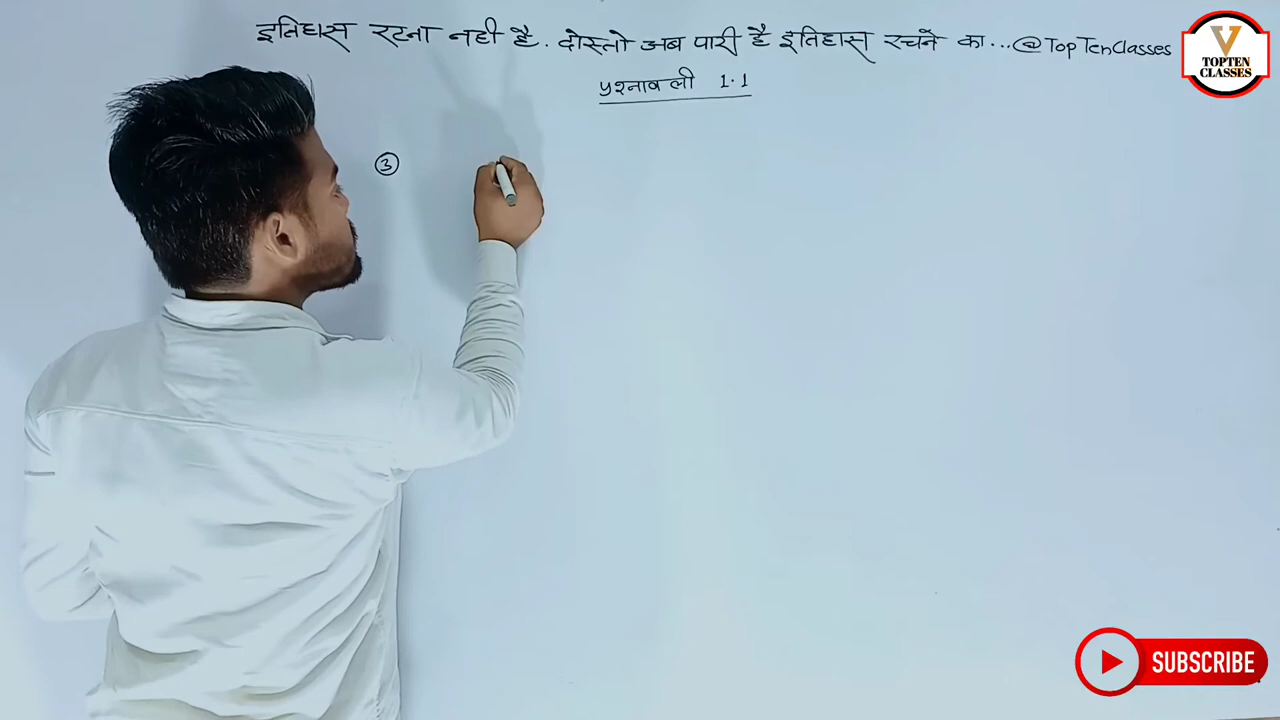 इतिहास रटना नही है. दोस्तो अब पारी है इतिहास रचने का...@TopTenClasses
प्रश्नावली 1.1
3
V
TOPTEN
CLASSES
SUBSCRIBE